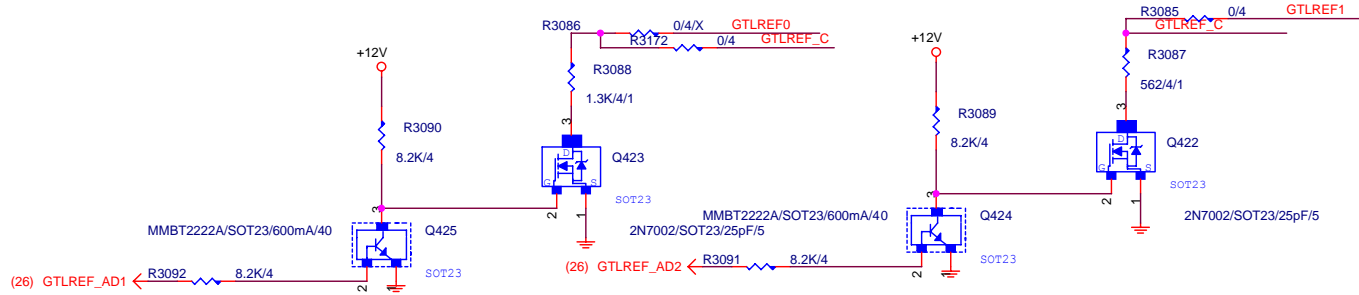 R3086
0/4/X
GTLREF0
R3172
0/4
GTLREF_C
R3085
0/4
GTLREF1
GTLREF_C
+12V
R3088
1.3K/4/1
+12V
R3087
562/4/1
R3090
8.2K/4
3
D
G
S
Q423
SOT23
2
1
R3089
8.2K/4
3
D
G
S
Q422
SOT23
2
1
3
MMBT2222A/SOT23/600mA/40
Q425
SOT23
2N7002/SOT23/25pF/5
3
MMBT2222A/SOT23/600mA/40
Q424
SOT23
2N7002/SOT23/25pF/5
(26) GTLREF_AD1
R3092
8.2K/4
2
1
(26) GTLREF_AD2
R3091
8.2K/4
2
1